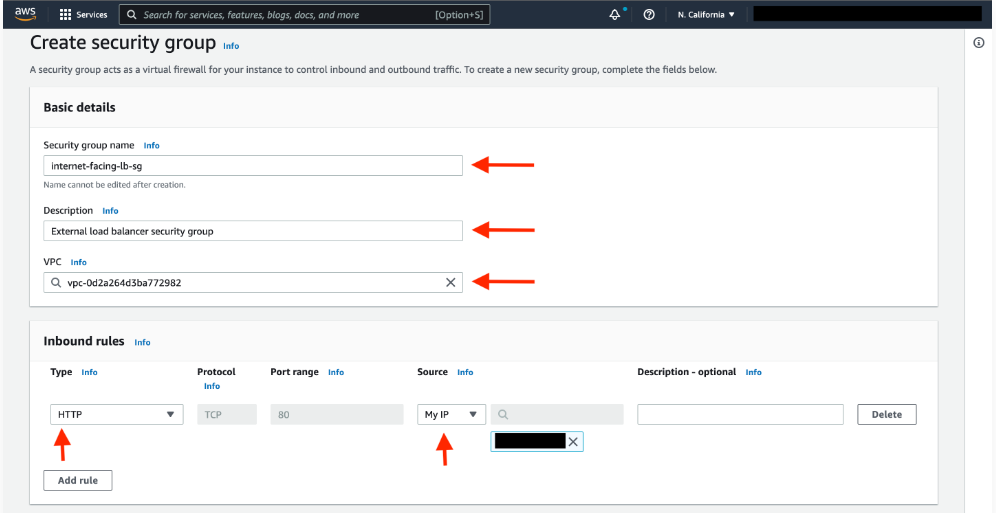 aws Services Search for services, features, blogs, docs, and more [Option+S] N. California
Create security group Info
A security group acts as a virtual firewall for your instance to control inbound and outbound traffic. To create a new security group, complete the fields below.
Basic details
Security group name Info
internet-facing-lb-sg
Name cannot be edited after creation.
Description Info
External load balancer security group
VPC Info
vpc-0d2a264d3ba772982
Inbound rules Info
Type Info Protocol Info Port range Info Source Info Description - optional Info
HTTP TCP 80 My IP Delete
Add rule